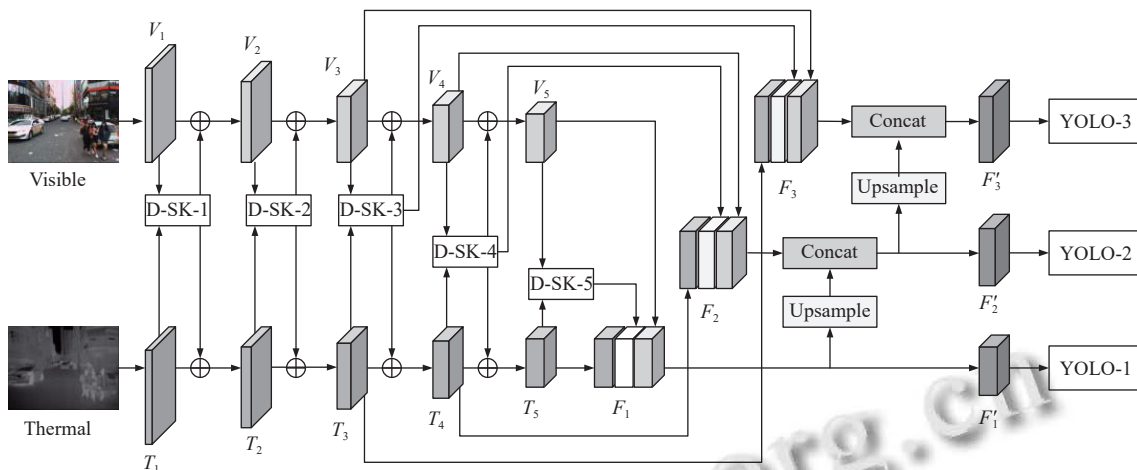 V₁
V₂
V₃
V₄
V₅
Visible
D-SK-1
D-SK-2
D-SK-3
D-SK-4
D-SK-5
Thermal
T₁
T₂
T₃
T₄
T₅
F₁
F₂
F₃
Concat
Upsample
Concat
Upsample
F′₃
F′₂
F′₁
YOLO-3
YOLO-2
YOLO-1
org.cn